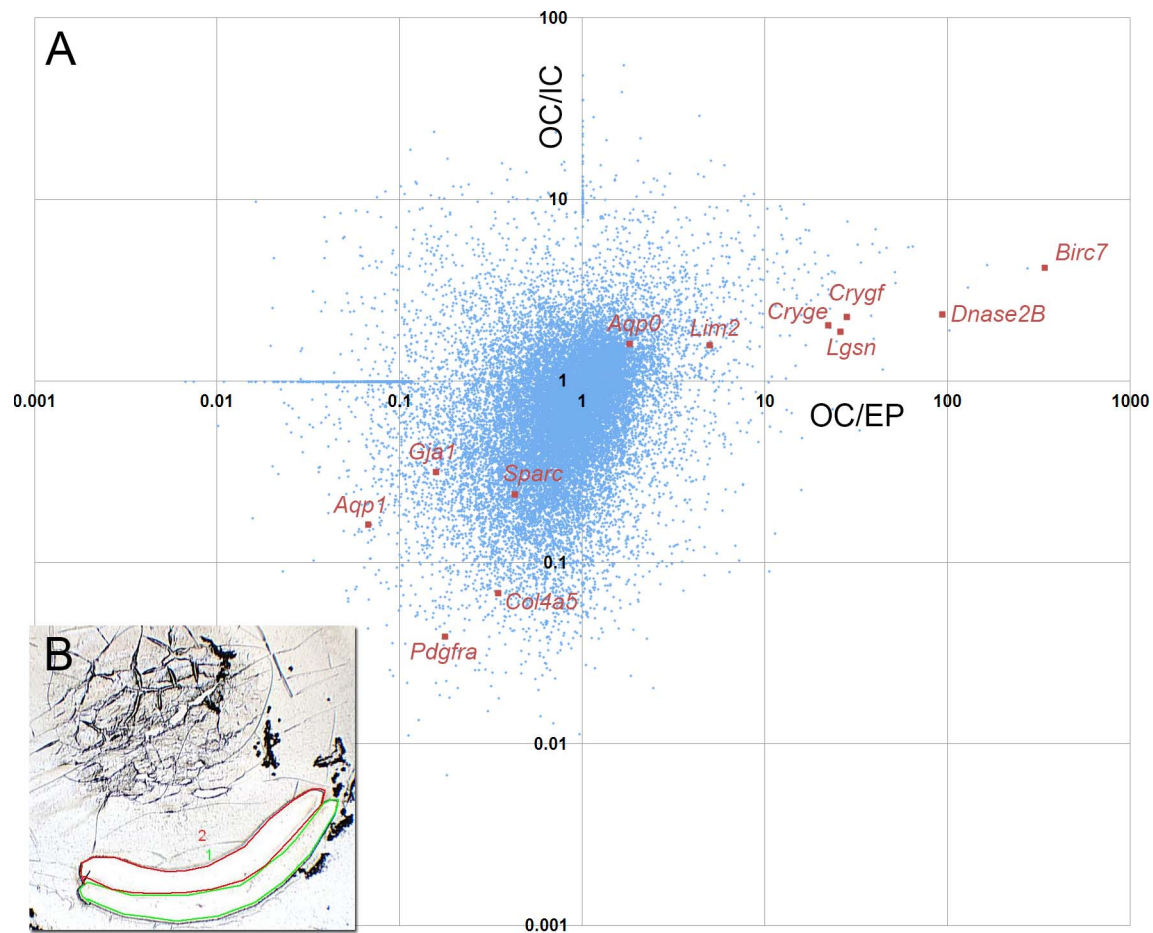 A
100
OC/IC
10
Birc7
Crygf
Cryge
Dnase2B
Aqp0
Lim2
Lgsn
1
0.001
0.01
0.1
1
10
100
1000
OC/EP
Gja1
Sparc
Aqp1
0.1
Col4a5
Pdgfra
B
0.01
2
1
0.001